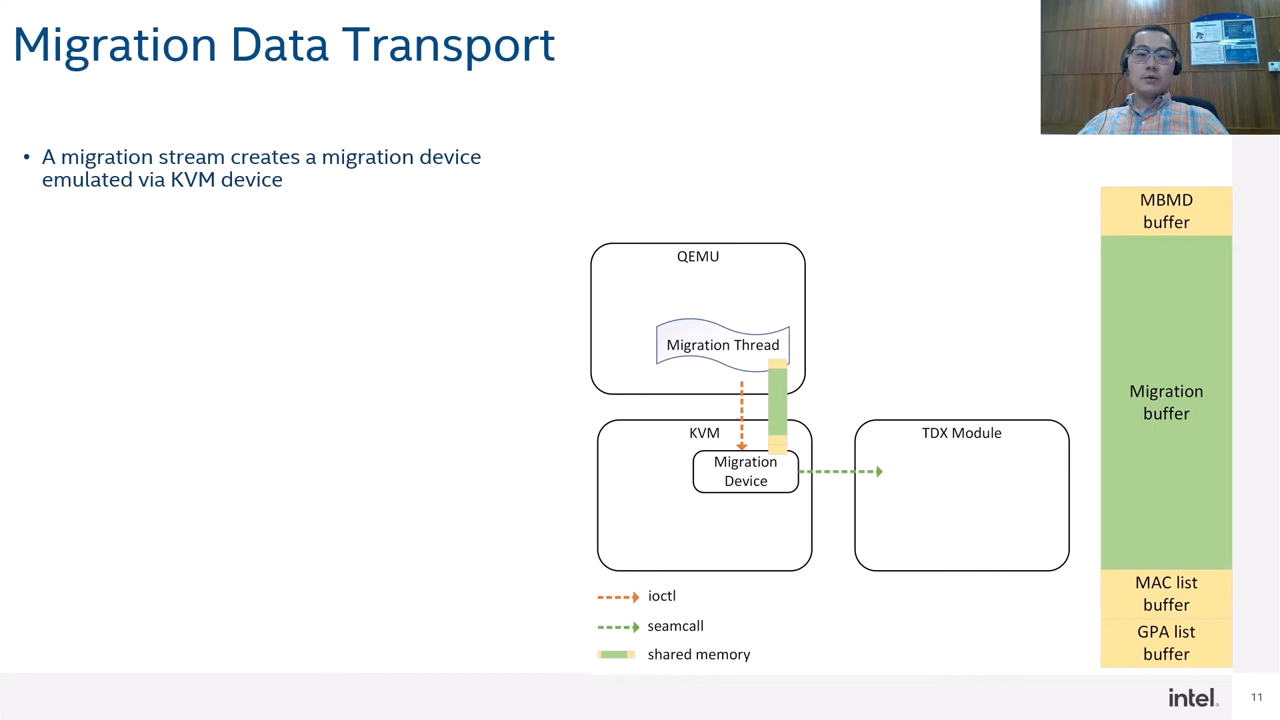 Migration Data Transport
• A migration stream creates a migration device
emulated via KVM device
QEMU
Migration Thread
KVM
Migration
Device
TDX Module
ioctl
seamcall
shared memory
MBMD
buffer
Migration
buffer
MAC list
buffer
GPA list
buffer
intel.
11